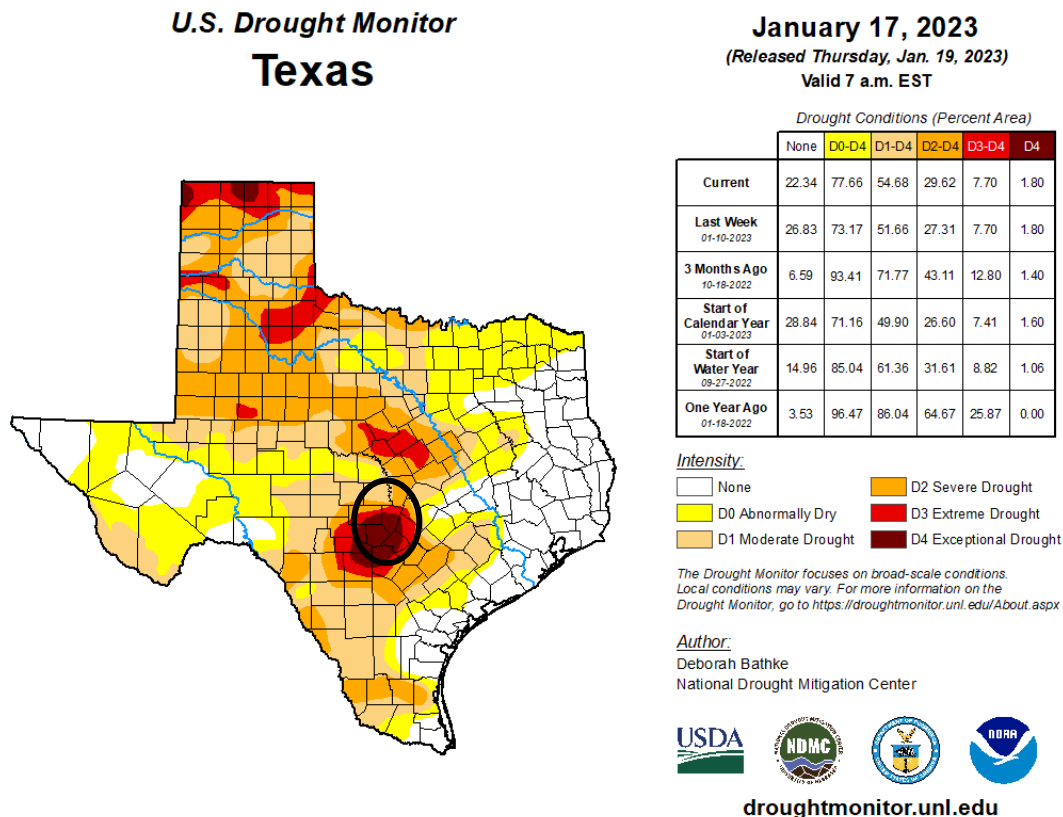 U.S. Drought Monitor
Texas
January 17, 2023
(Released Thursday, Jan. 19, 2023)
Valid 7 a.m. EST
Drought Conditions (Percent Area)
None D0-D4 D1-D4 D2-D4 D3-D4 D4
Current 22.34 77.66 54.68 29.62 7.70 1.80
Last Week
01-10-2023
26.83 73.17 51.66 27.31 7.70 1.80
3 Months Ago
10-18-2022
6.59 93.41 71.77 43.11 12.80 1.40
Start of
Calendar Year
01-03-2023
28.84 71.16 49.90 26.60 7.41 1.60
Start of
Water Year
09-27-2022
14.96 85.04 61.36 31.61 8.82 1.06
One Year Ago
01-18-2022
3.53 96.47 86.04 64.67 25.87 0.00
Intensity:
None
D0 Abnormally Dry
D1 Moderate Drought
D2 Severe Drought
D3 Extreme Drought
D4 Exceptional Drought
The Drought Monitor focuses on broad-scale conditions.
Local conditions may vary. For more information on the
Drought Monitor, go to https://droughtmonitor.unl.edu/About.aspx
Author:
Deborah Bathke
National Drought Mitigation Center
USDA
NDMC
NOAA
droughtmonitor.unl.edu